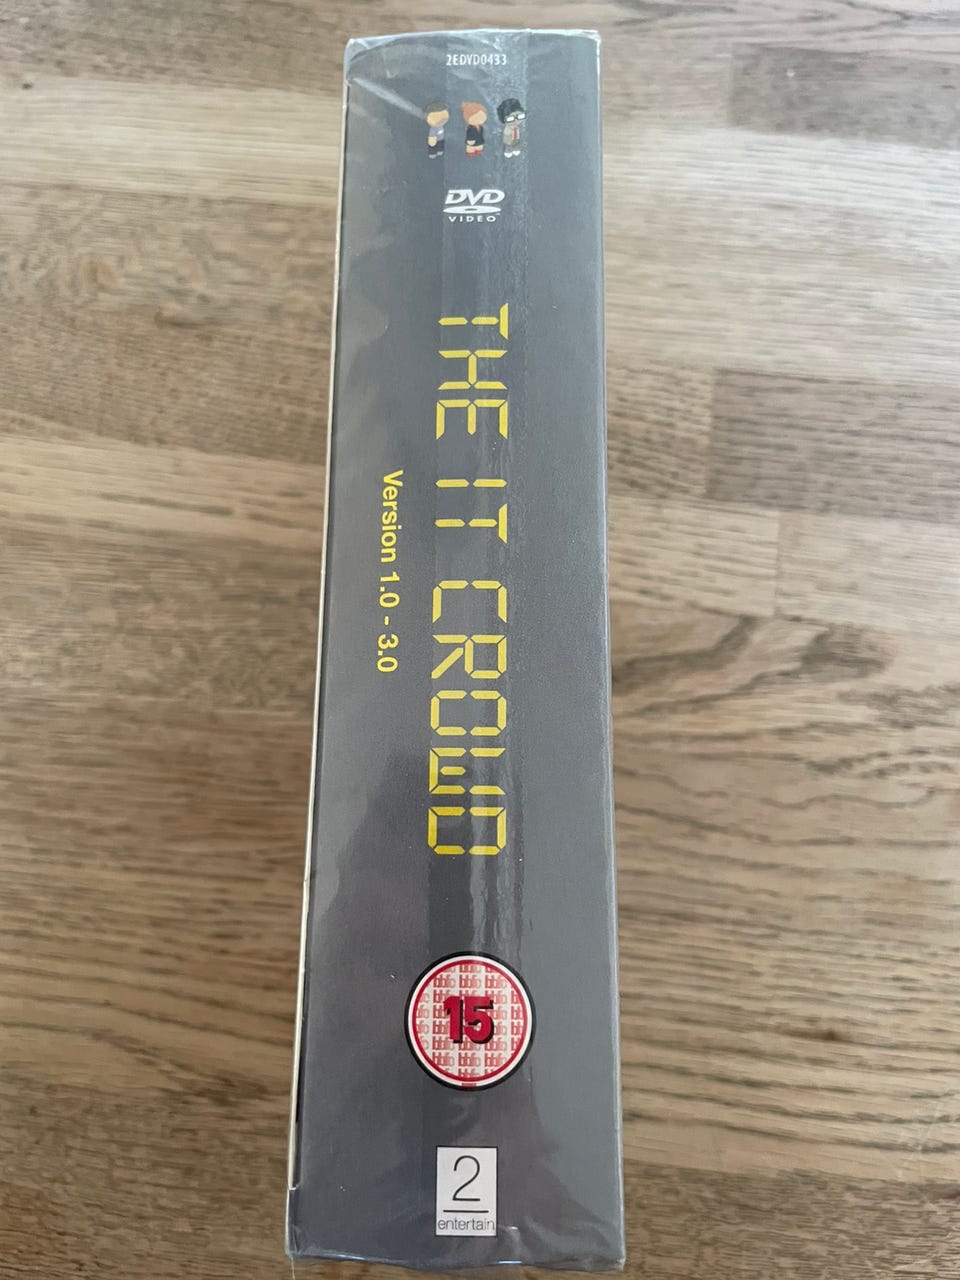 2EDVD0433
DVD
VIDEO
THE IT CROWD
Version 1.0 - 3.0
15
2
entertain